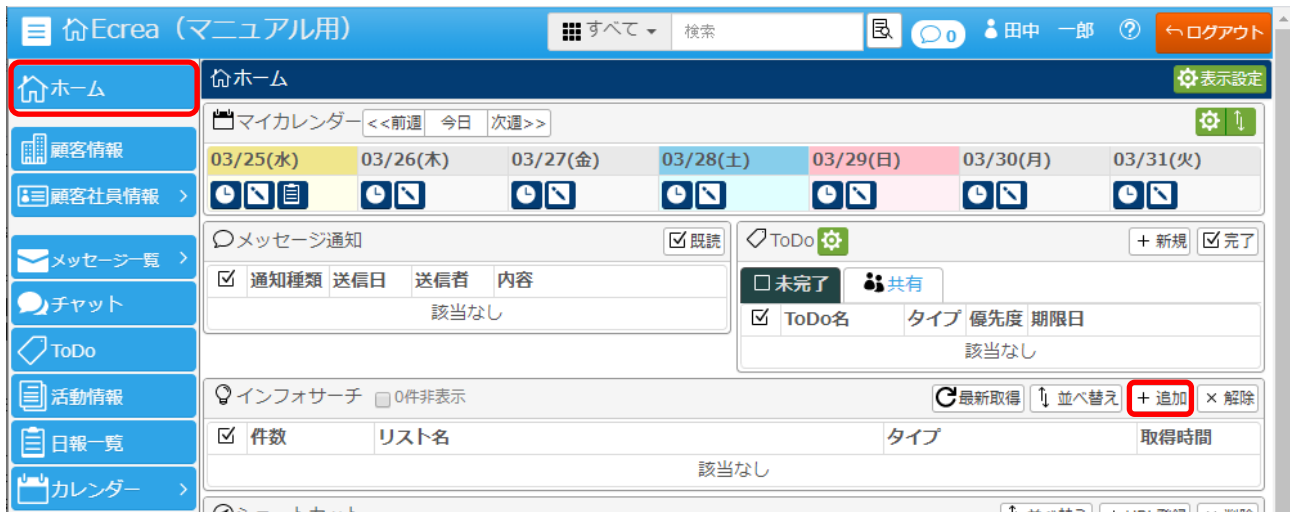 Ecrea（マニュアル用） すべて 検索 0 田中 一郎 ログアウト
ホーム
顧客情報
顧客社員情報
メッセージ一覧
チャット
ToDo
活動情報
日報一覧
カレンダー
ホーム 表示設定
マイカレンダー <<前週 今日 次週>>
03/25(水) 03/26(木) 03/27(金) 03/28(土) 03/29(日) 03/30(月) 03/31(火)
メッセージ通知 既読
通知種類 送信日 送信者 内容
該当なし
ToDo + 新規 完了
未完了 共有
ToDo名 タイプ 優先度 期限日
該当なし
インフォサーチ 0件非表示 最新取得 並べ替え + 追加 × 解除
件数 リスト名 タイプ 取得時間
該当なし